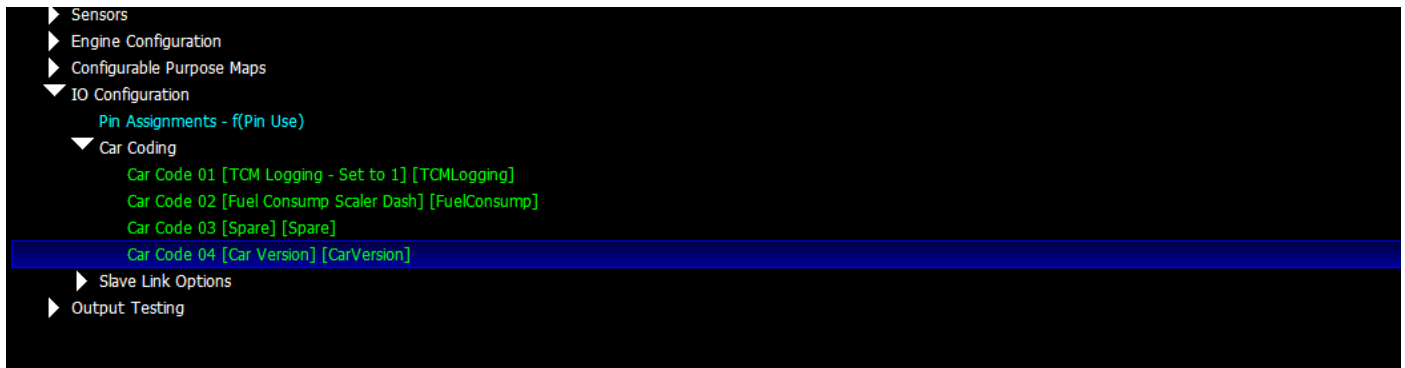 Sensors
Engine Configuration
Configurable Purpose Maps
IO Configuration
Pin Assignments - f(Pin Use)
Car Coding
Car Code 01 [TCM Logging - Set to 1] [TCMLogging]
Car Code 02 [Fuel Consump Scaler Dash] [FuelConsump]
Car Code 03 [Spare] [Spare]
Car Code 04 [Car Version] [CarVersion]
Slave Link Options
Output Testing